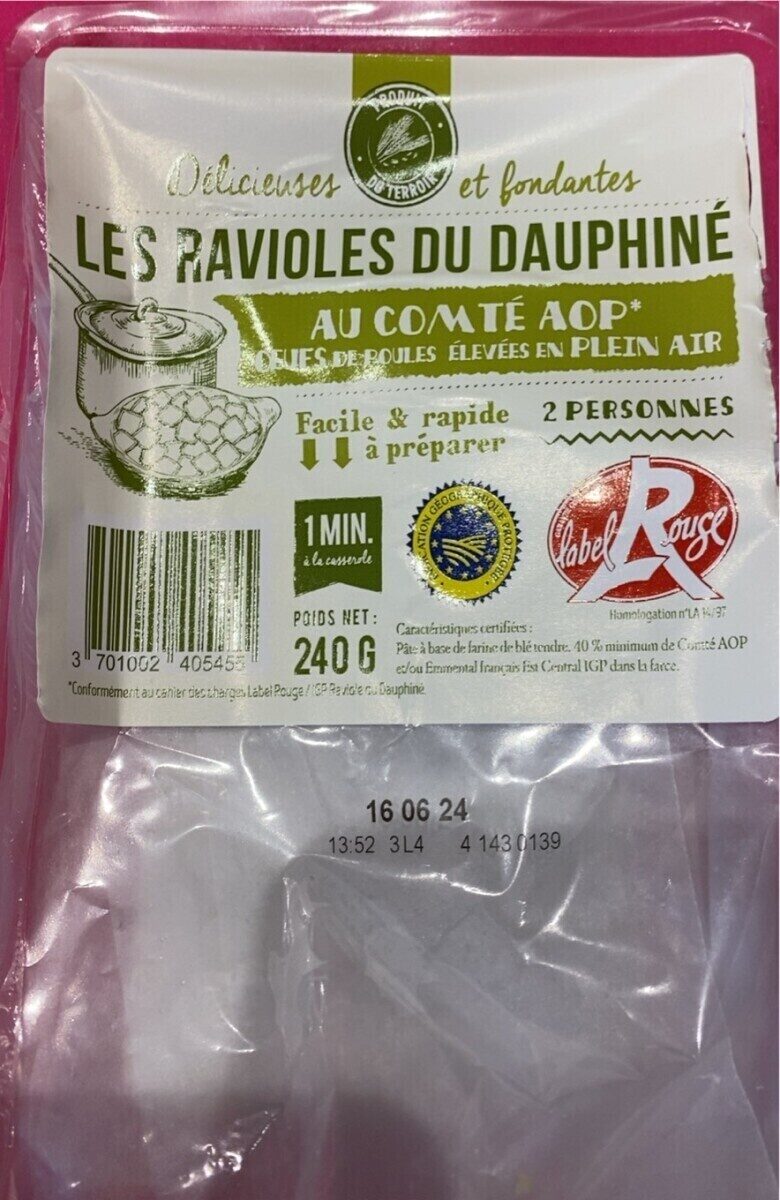 PRODUIT
DU TERROIR
Délicieuses et fondantes
LES RAVIOLES DU DAUPHINÉ
AU COMTÉ AOP*
OEUFS DE POULES ÉLEVÉES EN PLEIN AIR
Facile & rapide
à préparer
2 PERSONNES
1 MIN.
à la casserole
INDICATION GÉOGRAPHIQUE PROTÉGÉE
Label Rouge
Homologation n°LA 14/97
POIDS NET :
240 G
Caractéristiques certifiées :
Pâte à base de farine de blé tendre. 40 % minimum de Comté AOP
et/ou Emmental français Est Central IGP dans la farce.
3 701002 405455
*Conformément au cahier des charges Label Rouge / IGP Raviole du Dauphiné
16 06 24
13:52 3L4 4 143 0139